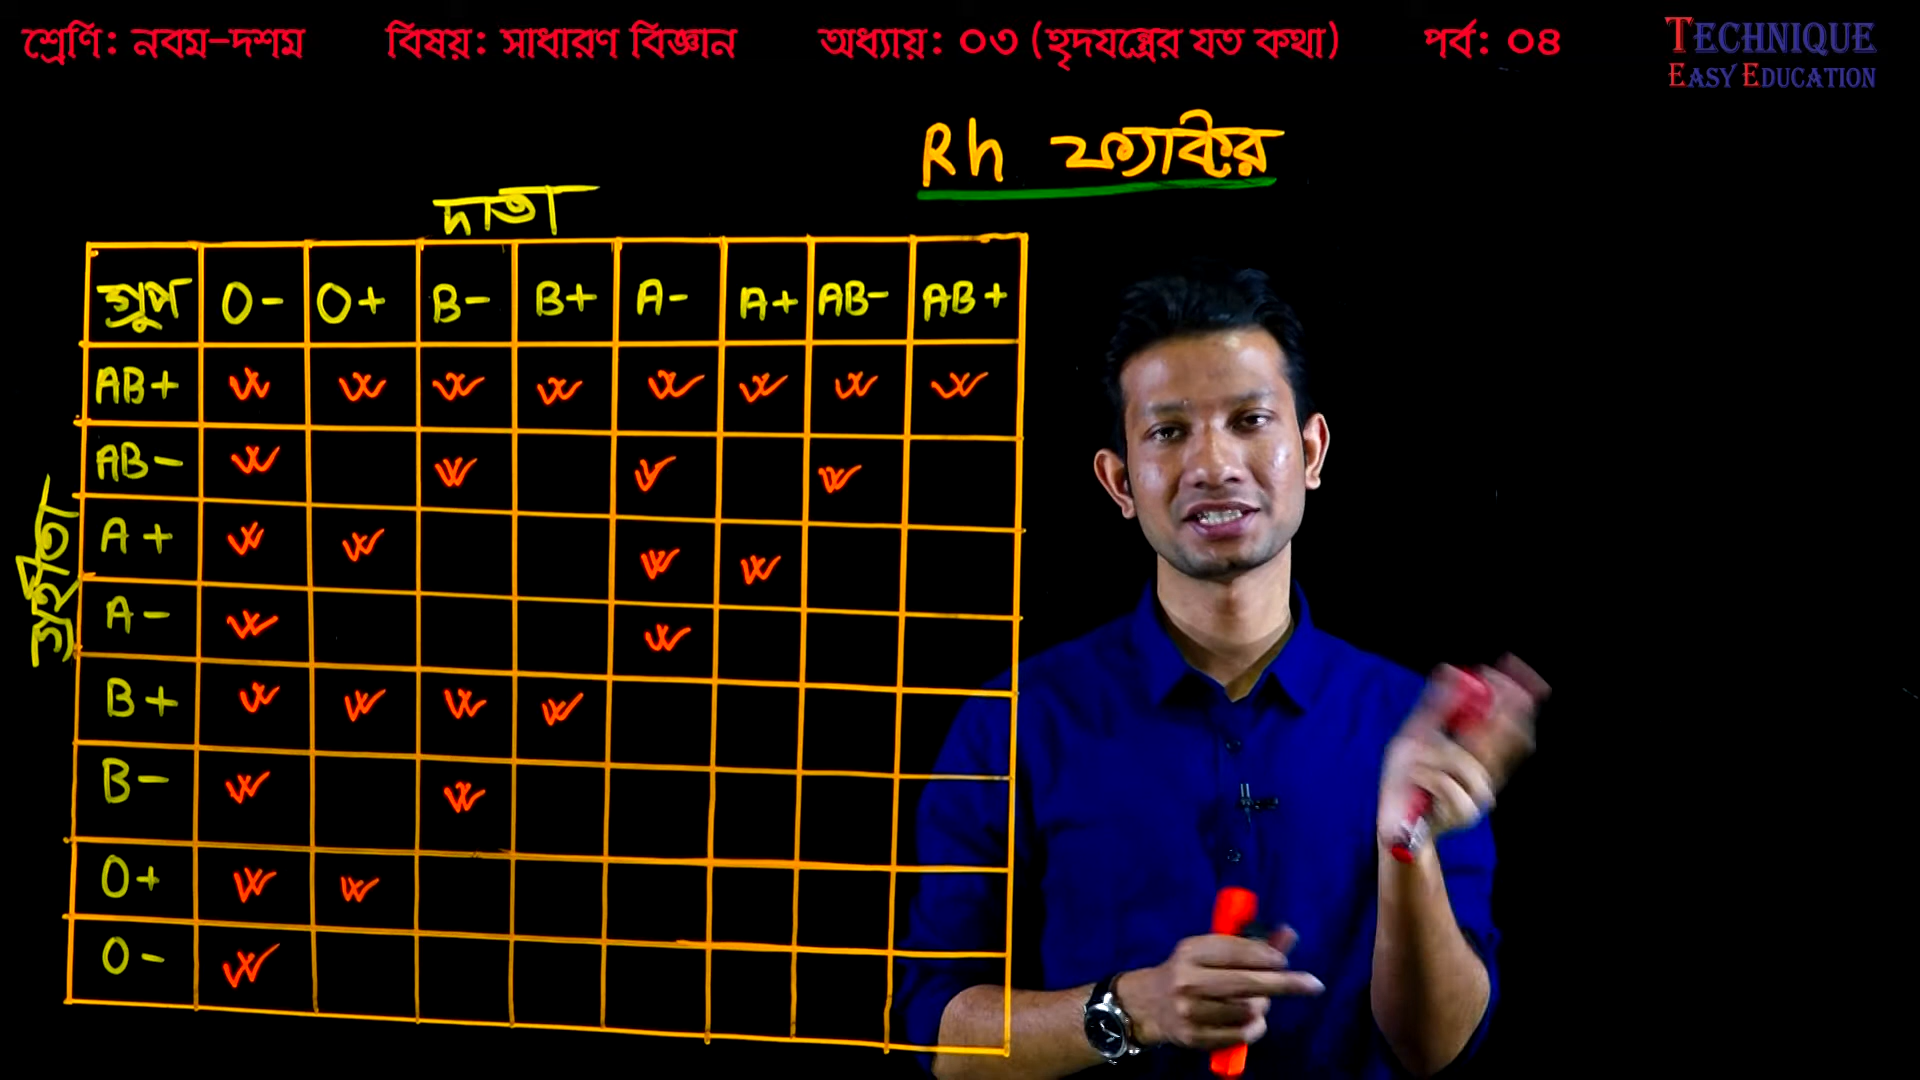 শ্রেণি: নবম-দশম বিষয়: সাধারণ বিজ্ঞান অধ্যায়: ০৩ (হৃদযন্ত্রের যত কথা) পর্ব: ০৪
TECHNIQUE
EASY EDUCATION
Rh ফ্যাক্টর
দাতা
গ্রুপ O- O+ B- B+ A- A+ AB- AB+
গ্রহীতা
AB+
AB-
A+
A-
B+
B-
O+
O-